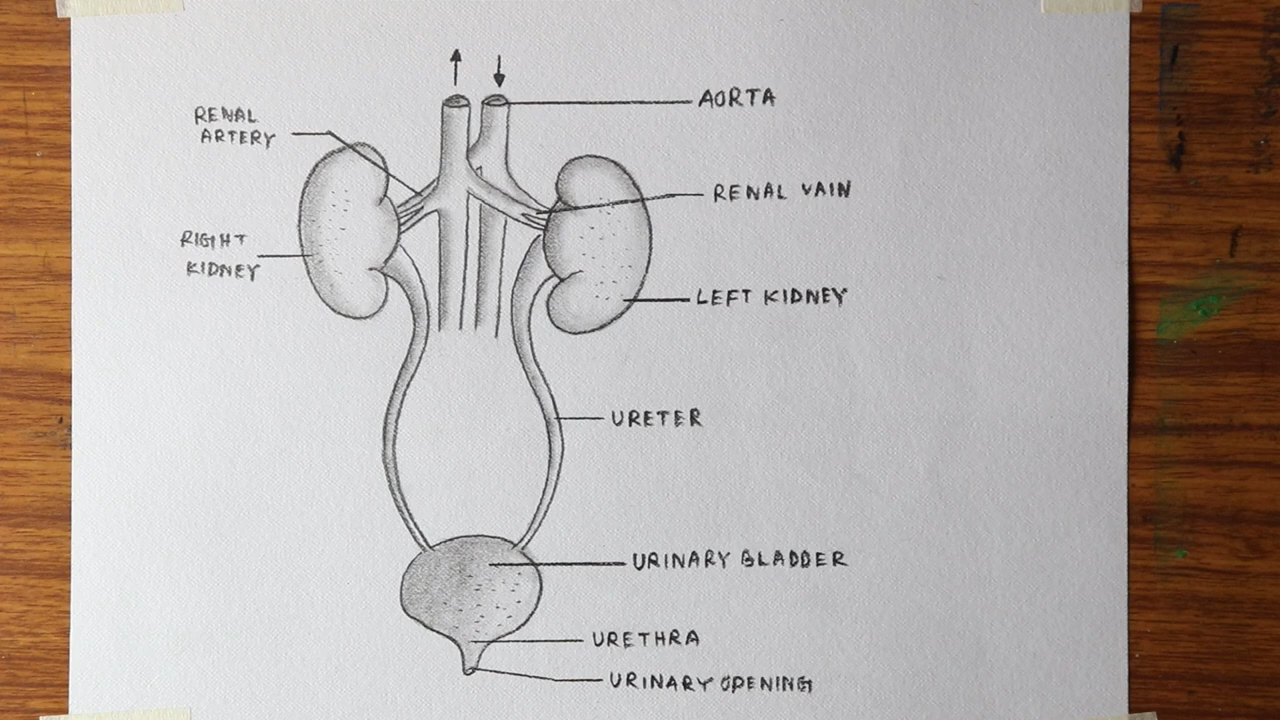 RENAL
ARTERY
AORTA
RENAL VAIN
RIGHT
KIDNEY
LEFT KIDNEY
URETER
URINARY BLADDER
URETHRA
URINARY OPENING